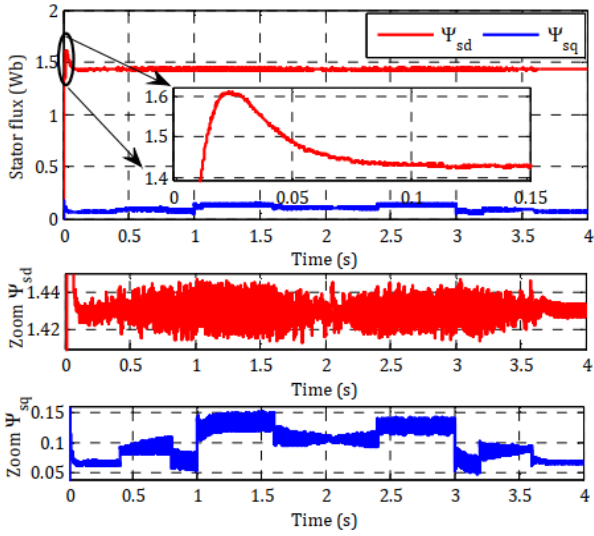 Ψsd Ψsq
Stator flux (Wb)
2
1.5
1
0.5
0
1.6
1.5
1.4
0 0.05 0.1 0.15
0 0.5 1 1.5 2 2.5 3 3.5 4
Time (s)
Zoom Ψsd
1.44
1.42
0 0.5 1 1.5 2 2.5 3 3.5 4
Time (s)
Zoom Ψsq
0.15
0.1
0.05
0 0.5 1 1.5 2 2.5 3 3.5 4
Time (s)